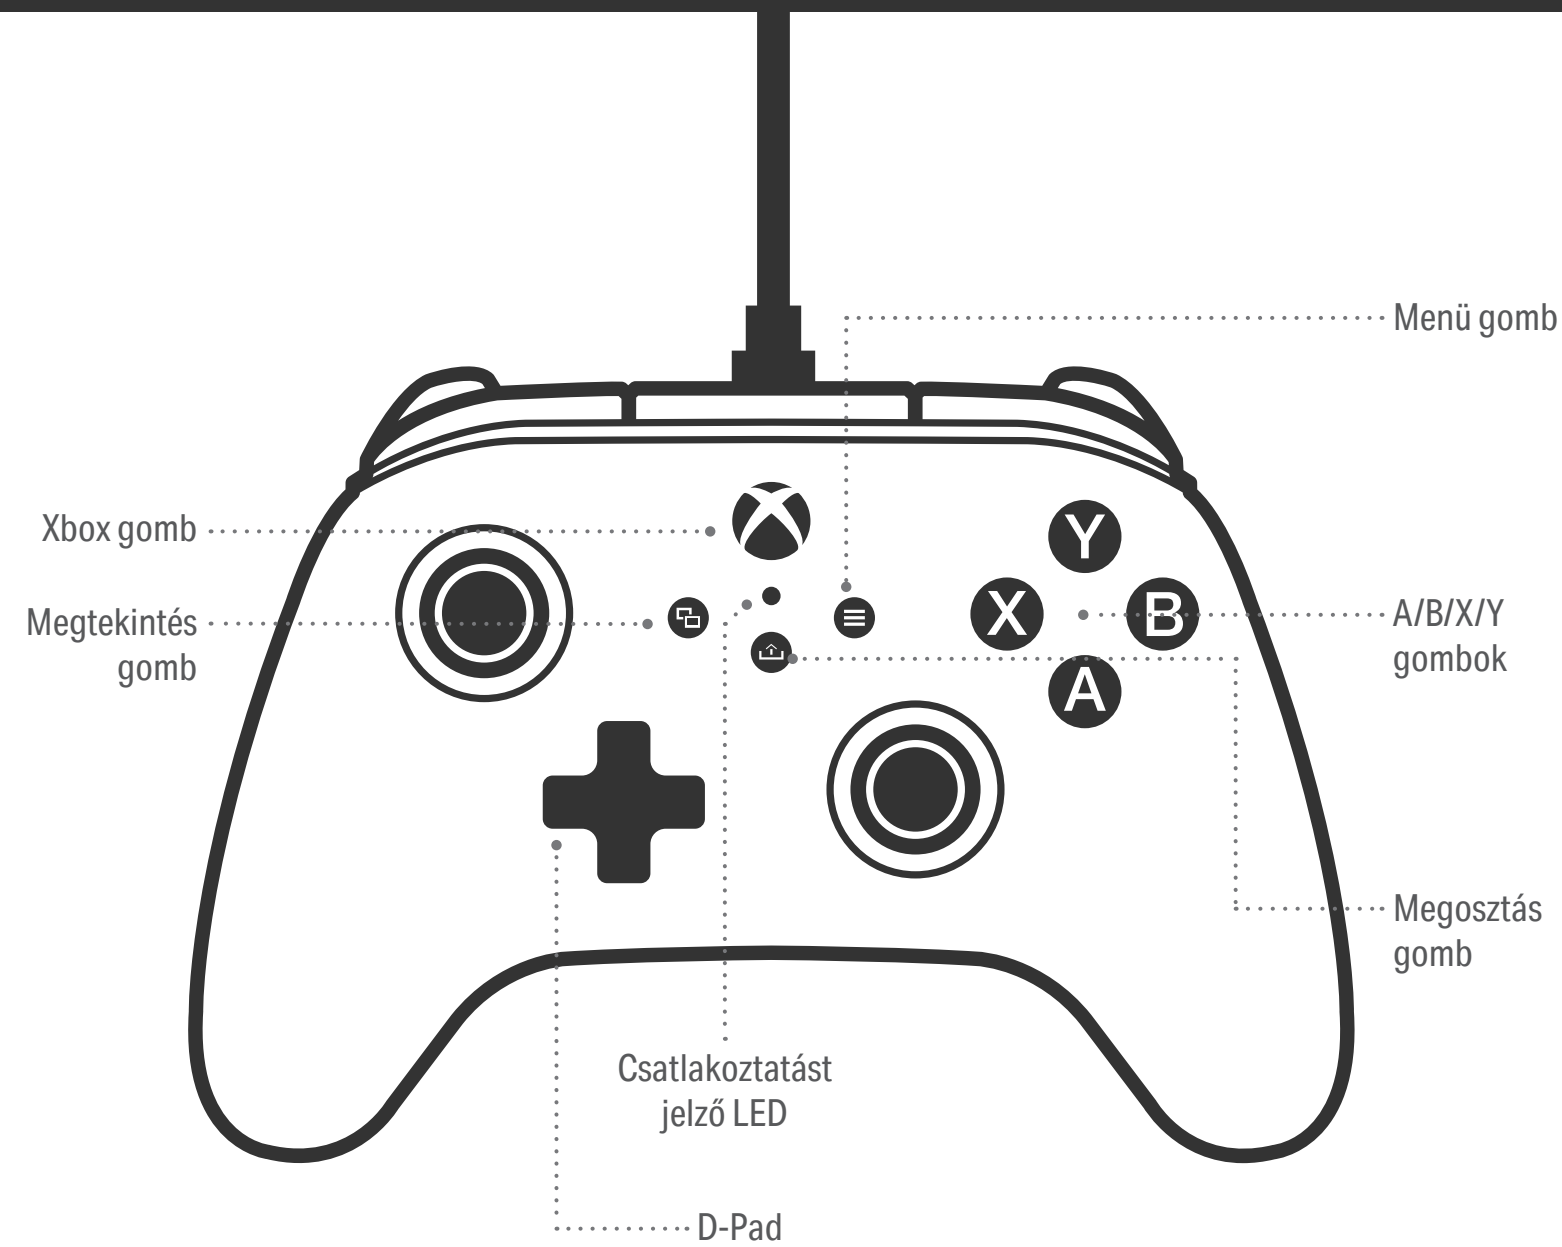 Menü gomb
Xbox gomb
Y
Megtekintés
gomb
X
B
A/B/X/Y
gombok
A
Megosztás
gomb
Csatlakoztatást
jelző LED
D-Pad